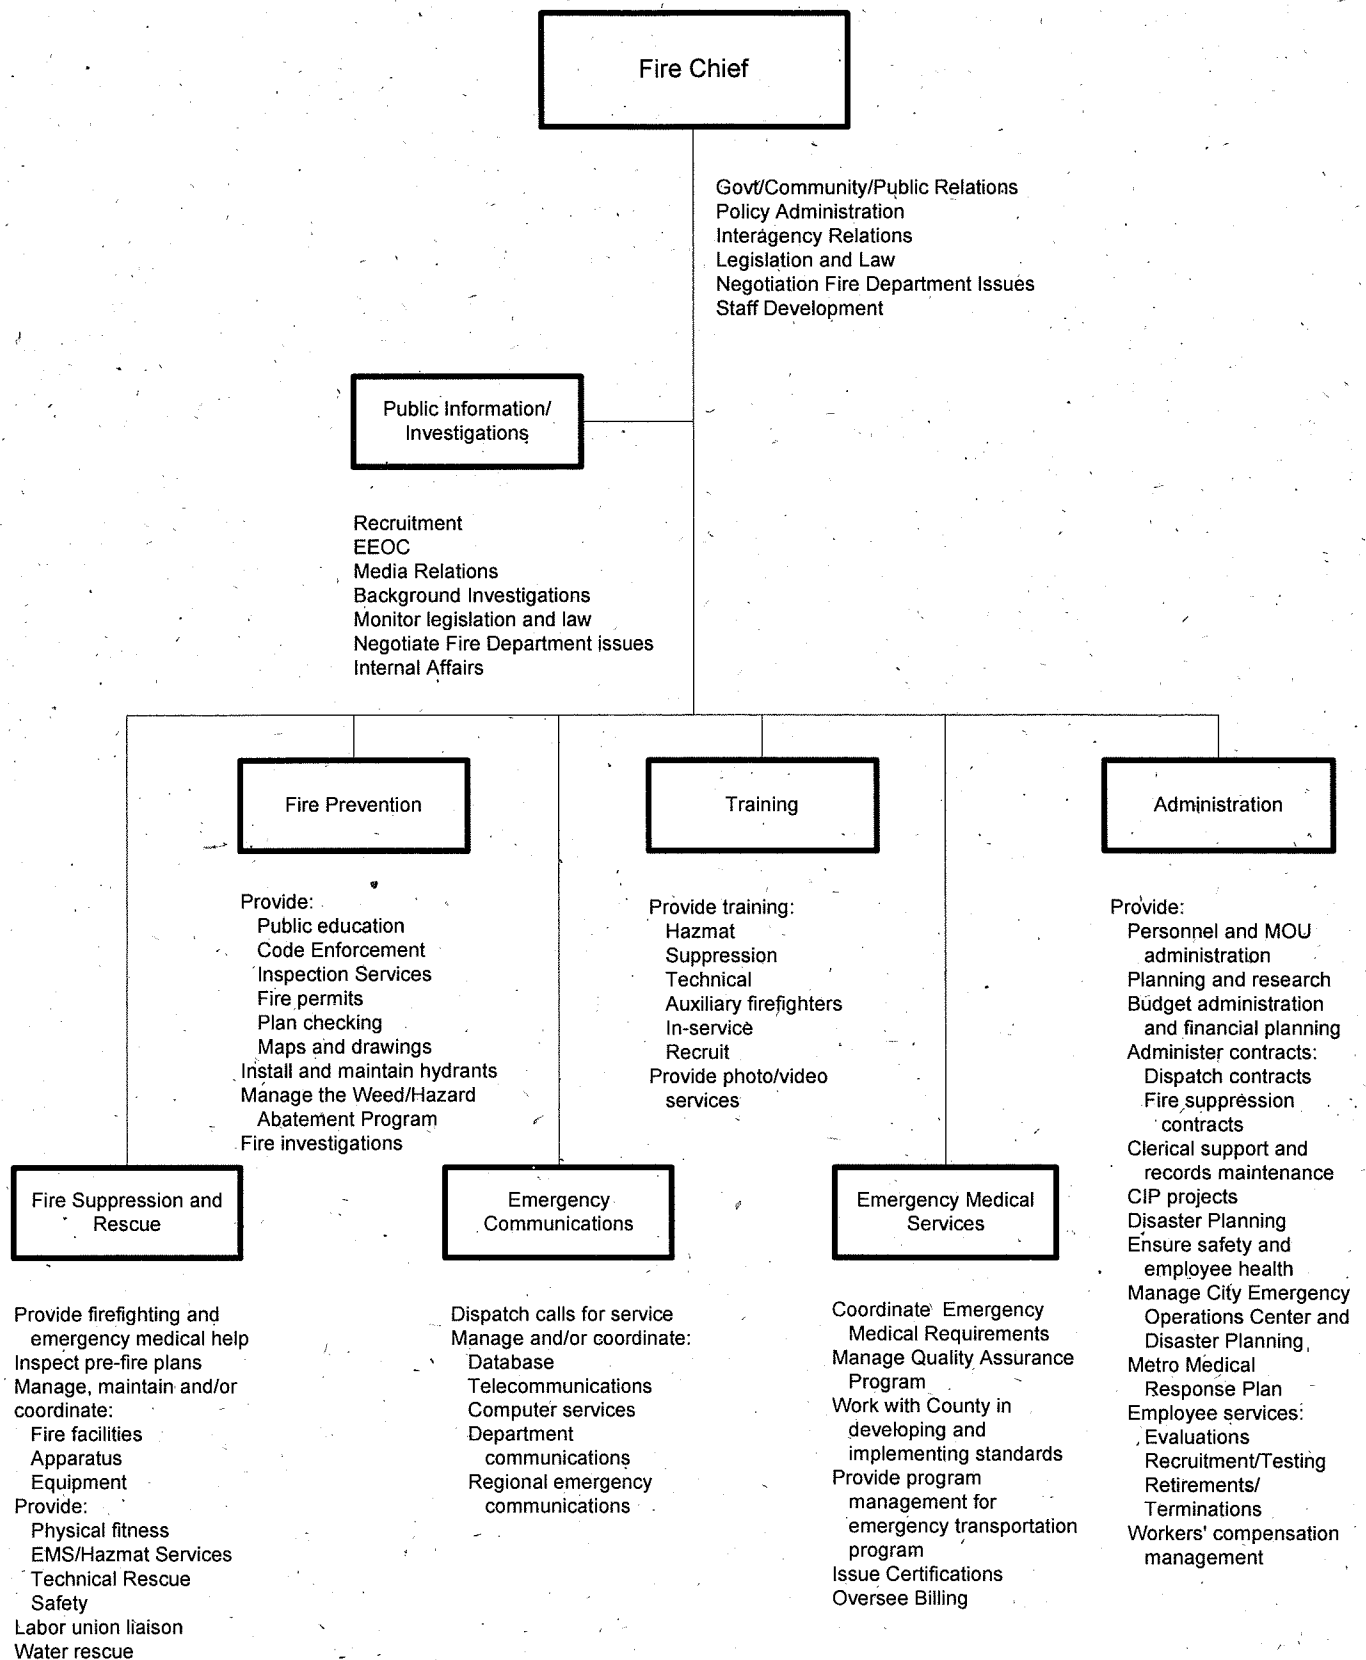 Fire Chief
Govt/Community/Public Relations
Policy Administration
Interagency Relations
Legislation and Law
Negotiation Fire Department Issues
Staff Development
Public Information/
Investigations
Recruitment
EEOC
Media Relations
Background Investigations
Monitor legislation and law
Negotiate Fire Department issues
Internal Affairs
Fire Prevention
Provide:
Public education
Code Enforcement
Inspection Services
Fire permits
Plan checking
Maps and drawings
Install and maintain hydrants
Manage the Weed/Hazard
Abatement Program
Fire investigations
Training
Provide training:
Hazmat
Suppression
Technical
Auxiliary firefighters
In-service
Recruit
Provide photo/video
services
Administration
Provide:
Personnel and MOU
administration
Planning and research
Budget administration
and financial planning
Administer contracts:
Dispatch contracts
Fire suppression
contracts
Clerical support and
records maintenance
CIP projects
Disaster Planning
Ensure safety and
employee health
Manage City Emergency
Operations Center and
Disaster Planning
Metro Medical
Response Plan
Employee services:
Evaluations
Recruitment/Testing
Retirements/
Terminations
Workers' compensation
management
Fire Suppression and
Rescue
Provide firefighting and
emergency medical help
Inspect pre-fire plans
Manage, maintain and/or
coordinate:
Fire facilities
Apparatus
Equipment
Provide:
Physical fitness
EMS/Hazmat Services
Technical Rescue
Safety
Labor union liaison
Water rescue
Emergency
Communications
Dispatch calls for service
Manage and/or coordinate:
Database
Telecommunications
Computer services
Department
communications
Regional emergency
communications
Emergency Medical
Services
Coordinate Emergency
Medical Requirements
Manage Quality Assurance
Program
Work with County in
developing and
implementing standards
Provide program
management for
emergency transportation
program
Issue Certifications
Oversee Billing